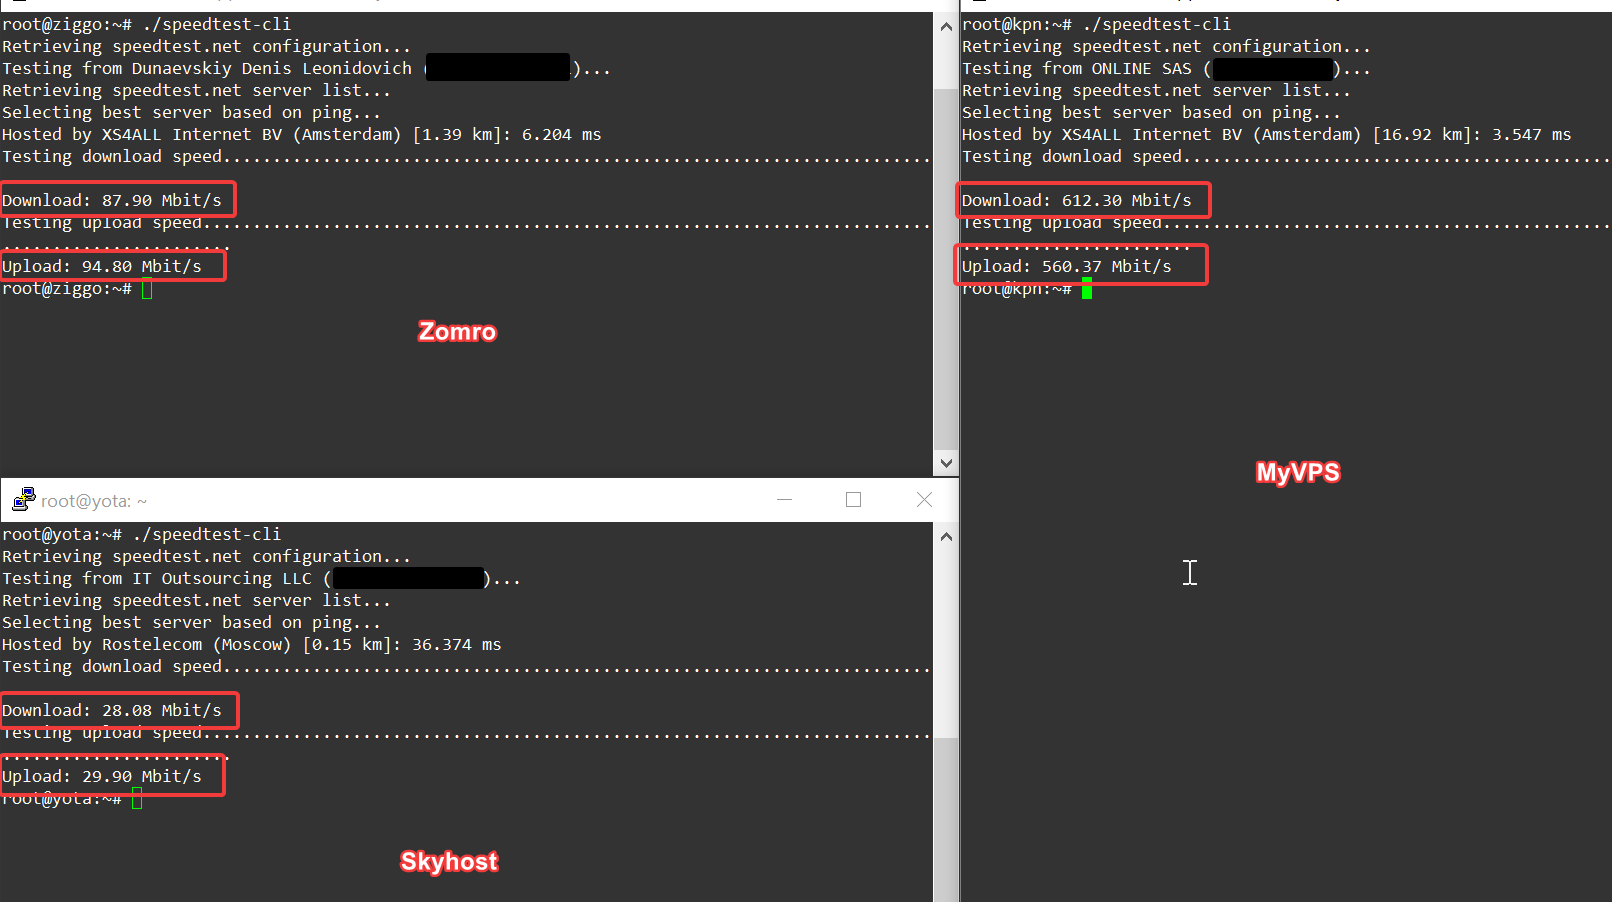 root@ziggo:~# ./speedtest-cli
Retrieving speedtest.net configuration...
Testing from Dunaevskiy Denis Leonidovich ( )...
Retrieving speedtest.net server list...
Selecting best server based on ping...
Hosted by XS4ALL Internet BV (Amsterdam) [1.39 km]: 6.204 ms
Testing download speed.......................................................................
Download: 87.90 Mbit/s
Testing upload speed.........................................................................
.......................
Upload: 94.80 Mbit/s
root@ziggo:~#
Zomro
root@kpn:~# ./speedtest-cli
Retrieving speedtest.net configuration...
Testing from ONLINE SAS ( )...
Retrieving speedtest.net server list...
Selecting best server based on ping...
Hosted by XS4ALL Internet BV (Amsterdam) [16.92 km]: 3.547 ms
Testing download speed...........................................
Download: 612.30 Mbit/s
Testing upload speed.............................................
.......................
Upload: 560.37 Mbit/s
root@kpn:~#
MyVPS
root@yota: ~
root@yota:~# ./speedtest-cli
Retrieving speedtest.net configuration...
Testing from IT Outsourcing LLC ( )...
Retrieving speedtest.net server list...
Selecting best server based on ping...
Hosted by Rostelecom (Moscow) [0.15 km]: 36.374 ms
Testing download speed.......................................................................
Download: 28.08 Mbit/s
Testing upload speed.........................................................................
.......................
Upload: 29.90 Mbit/s
root@yota:~#
Skyhost